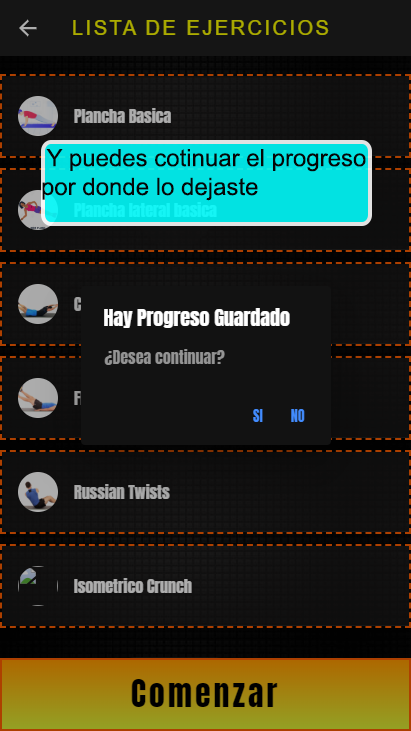 LISTA DE EJERCICIOS
Plancha Basica
Y puedes cotinuar el progreso
por donde lo dejaste
Plancha lateral basica
C
Hay Progreso Guardado
¿Desea continuar?
F
SI NO
Russian Twists
Isometrico Crunch
Comenzar